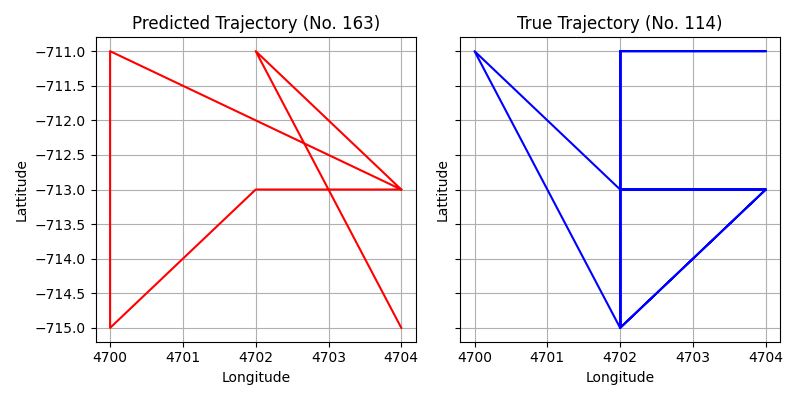 Predicted Trajectory (No. 163)
True Trajectory (No. 114)
−711.0
−711.5
−712.0
−712.5
−713.0
−713.5
−714.0
−714.5
−715.0
Lattitude
Lattitude
4700 4701 4702 4703 4704
4700 4701 4702 4703 4704
Longitude
Longitude